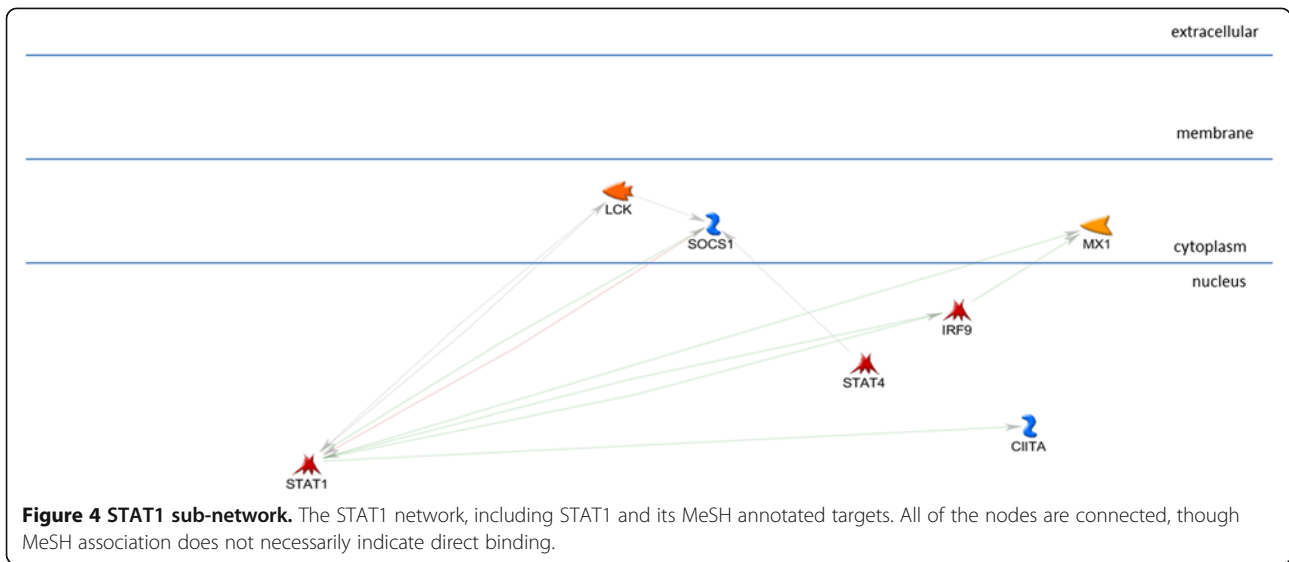 extracellular
membrane
LCK
SOCS1
MX1
cytoplasm
nucleus
IRF9
STAT4
CIITA
STAT1
Figure 4 STAT1 sub-network. The STAT1 network, including STAT1 and its MeSH annotated targets. All of the nodes are connected, though
MeSH association does not necessarily indicate direct binding.